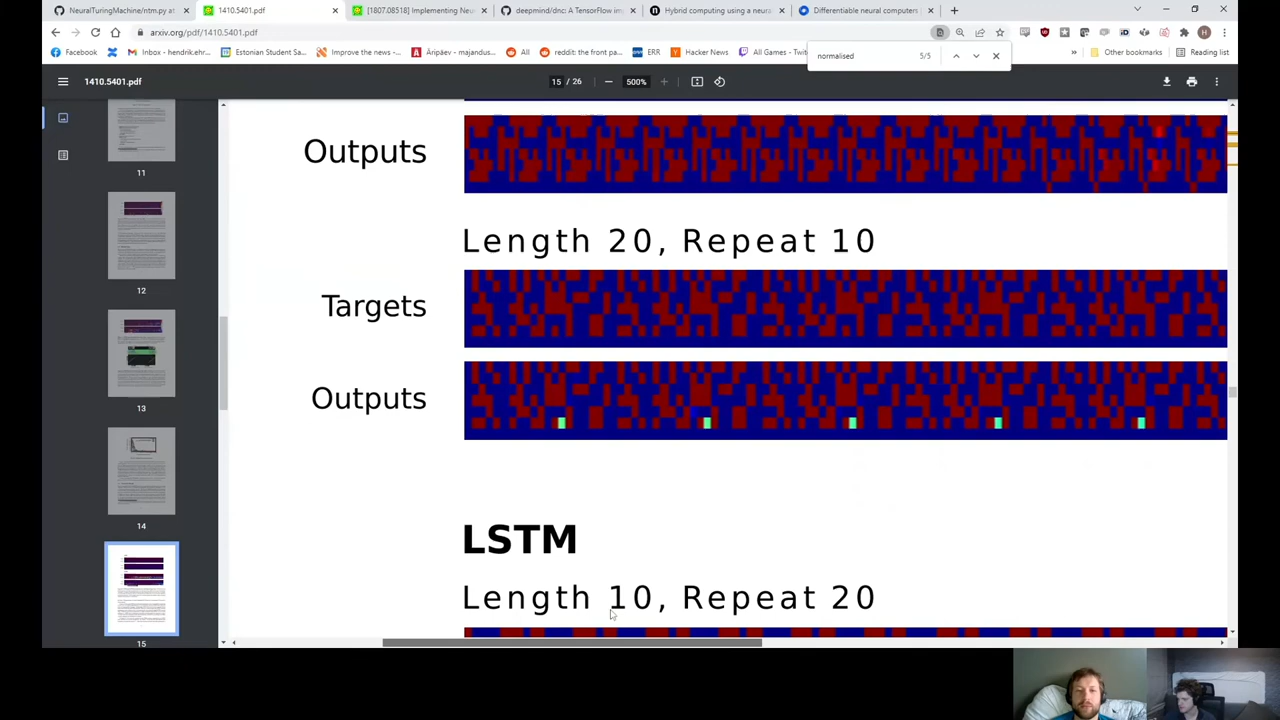 NeuralTuringMachine/ntm.py at
1410.5401.pdf
[1807.08518] Implementing Neu
deepmind/dnc: A TensorFlow im
Hybrid computing using a neura
Differentiable neural computers
arxiv.org/pdf/1410.5401.pdf
Facebook
Inbox - hendrik.ehr...
Estonian Student Sa...
Improve the news -...
Äripäev - majandus...
All
reddit: the front pa...
ERR
Hacker News
All Games - Twit
Other bookmarks
Reading list
normalised 5/5
1410.5401.pdf
15 / 26
500%
Outputs
Length 20, Repeat 10
Targets
Outputs
LSTM
Length 10, Repeat 20
11
12
13
14
15